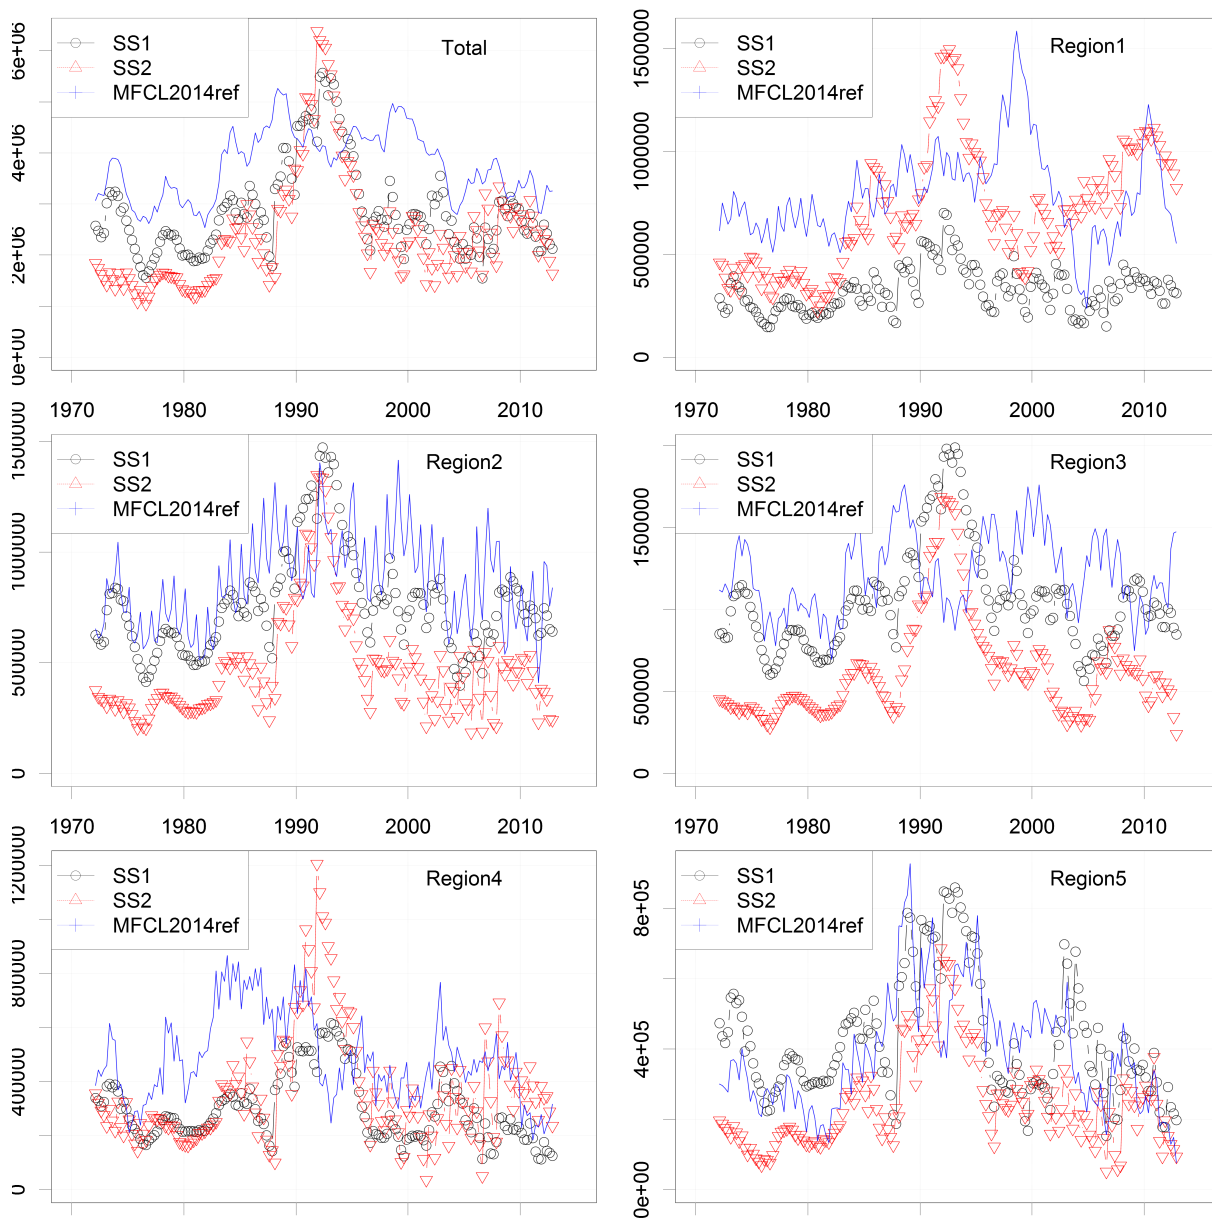 Total
SS1
SS2
MFCL2014ref
0e+00
2e+06
4e+06
6e+06
1970
1980
1990
2000
2010
Region1
SS1
SS2
MFCL2014ref
0
500000
1000000
1500000
1970
1980
1990
2000
2010
Region2
SS1
SS2
MFCL2014ref
0
500000
1000000
1500000
1970
1980
1990
2000
2010
Region3
SS1
SS2
MFCL2014ref
0
500000
1500000
1970
1980
1990
2000
2010
Region4
SS1
SS2
MFCL2014ref
0
400000
800000
1200000
Region5
SS1
SS2
MFCL2014ref
0e+00
4e+05
8e+05